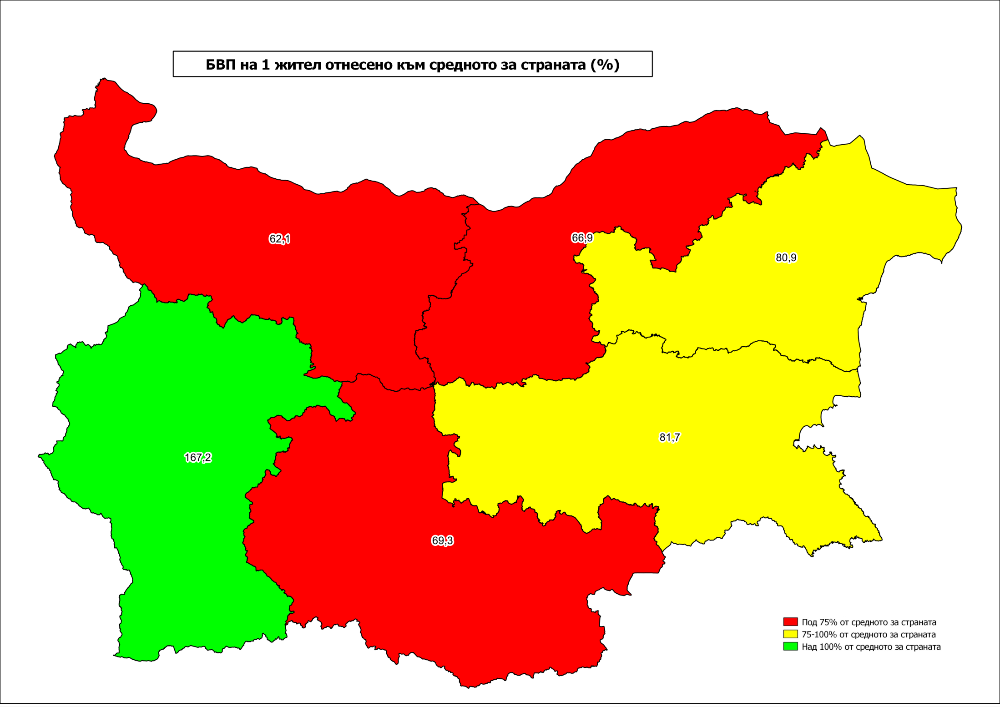 БВП на 1 жител отнесено към средното за страната (%)
62,1
66,9
80,9
81,7
167,2
69,3
Под 75% от средното за страната
75-100% от средното за страната
Над 100% от средното за страната